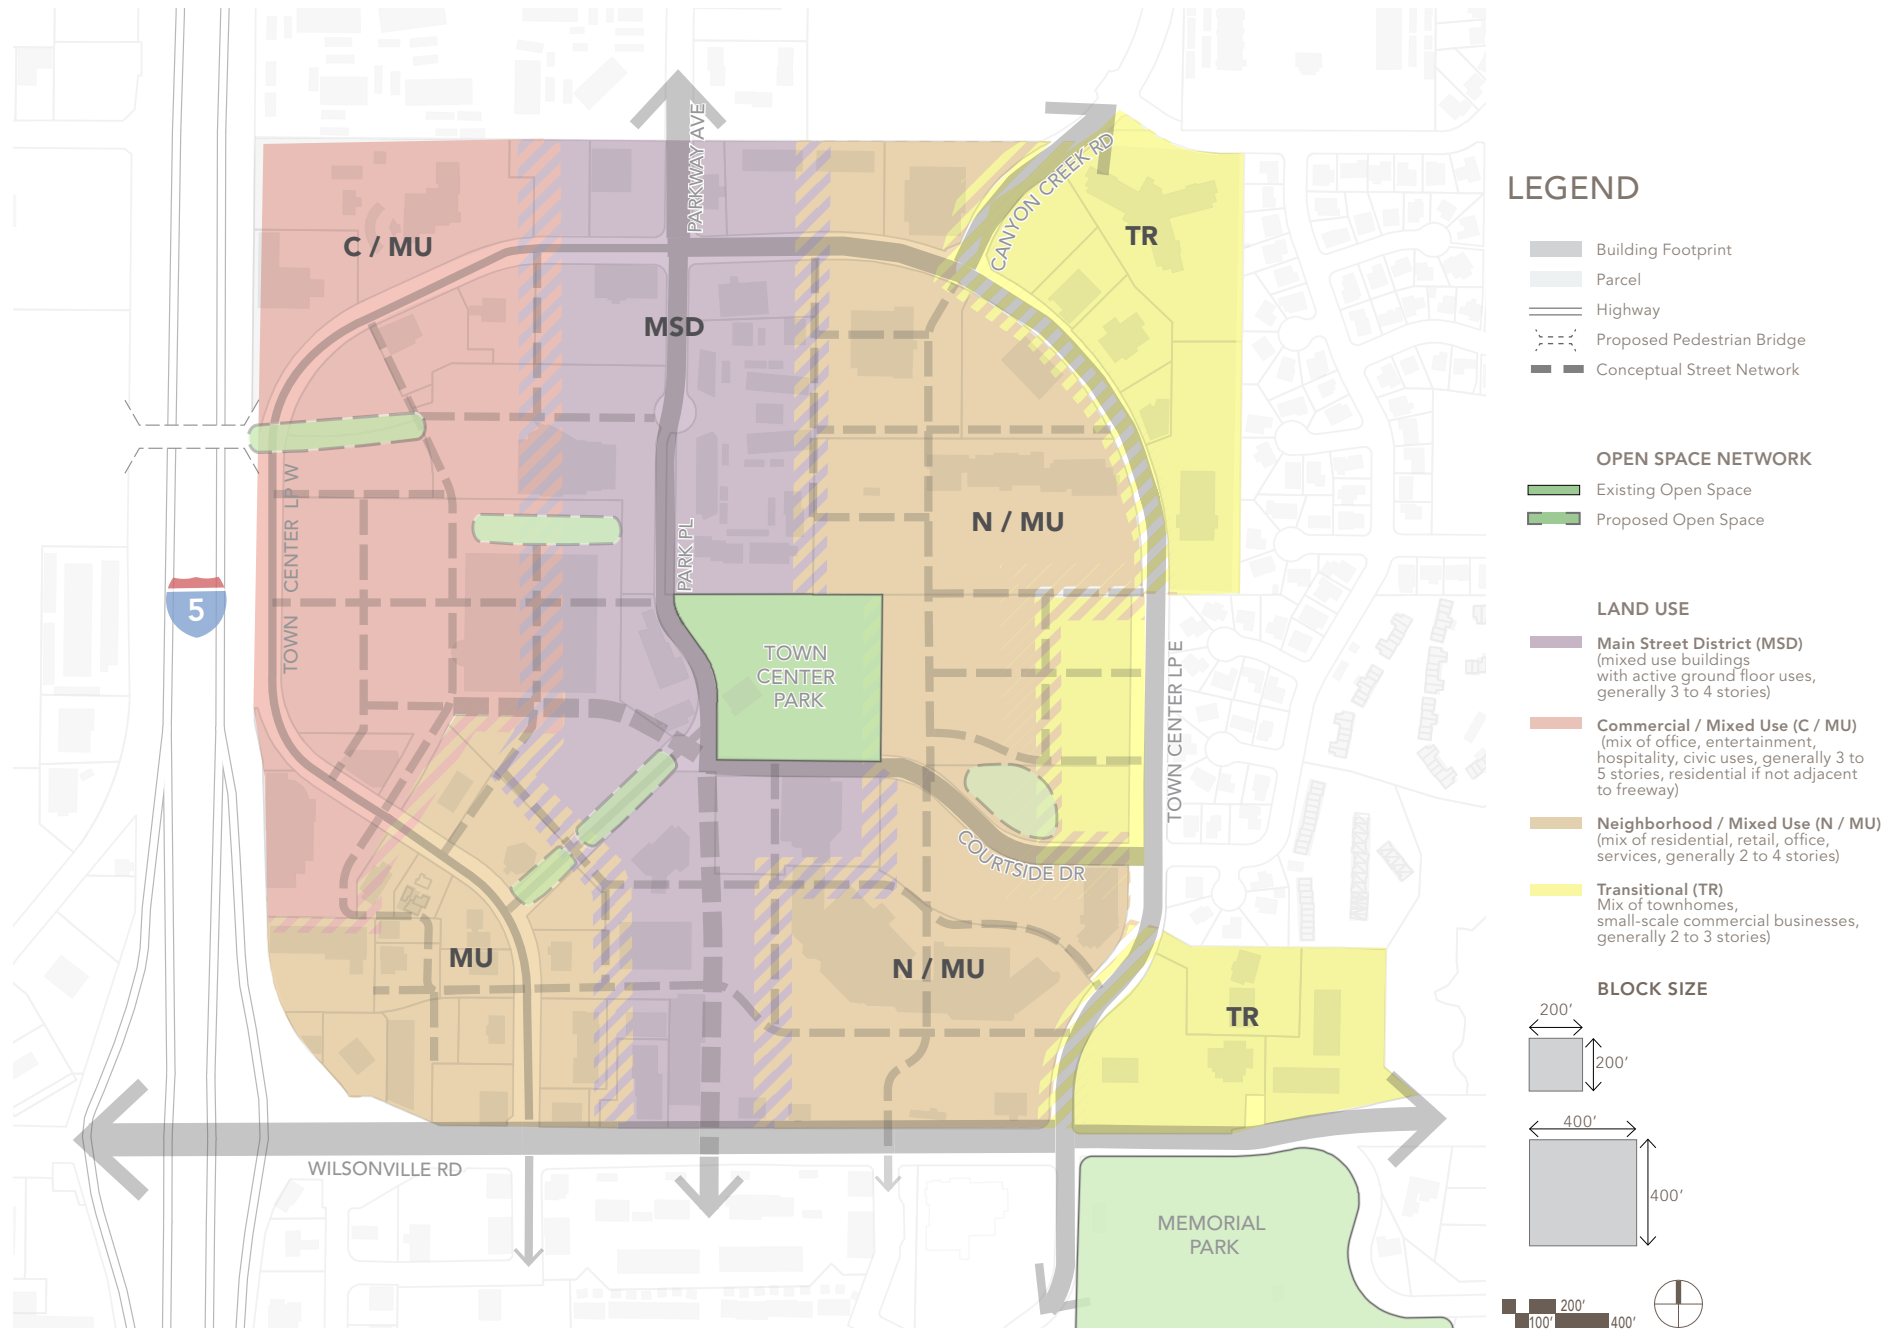 PARKWAY AVE
CANYON CREEK RD
C / MU
TR
MSD
TOWN CENTER LP W
N / MU
PARK PL
5
TOWN
CENTER
PARK
TOWN CENTER LP E
COURTSIDE DR
MU
N / MU
TR
WILSONVILLE RD
MEMORIAL
PARK
LEGEND
Building Footprint
Parcel
Highway
Proposed Pedestrian Bridge
Conceptual Street Network
OPEN SPACE NETWORK
Existing Open Space
Proposed Open Space
LAND USE
Main Street District (MSD)
(mixed use buildings
with active ground floor uses,
generally 3 to 4 stories)
Commercial / Mixed Use (C / MU)
(mix of office, entertainment,
hospitality, civic uses, generally 3 to
5 stories, residential if not adjacent
to freeway)
Neighborhood / Mixed Use (N / MU)
(mix of residential, retail, office,
services, generally 2 to 4 stories)
Transitional (TR)
Mix of townhomes,
small-scale commercial businesses,
generally 2 to 3 stories)
BLOCK SIZE
200'
200'
400'
400'
200'
100'
400'